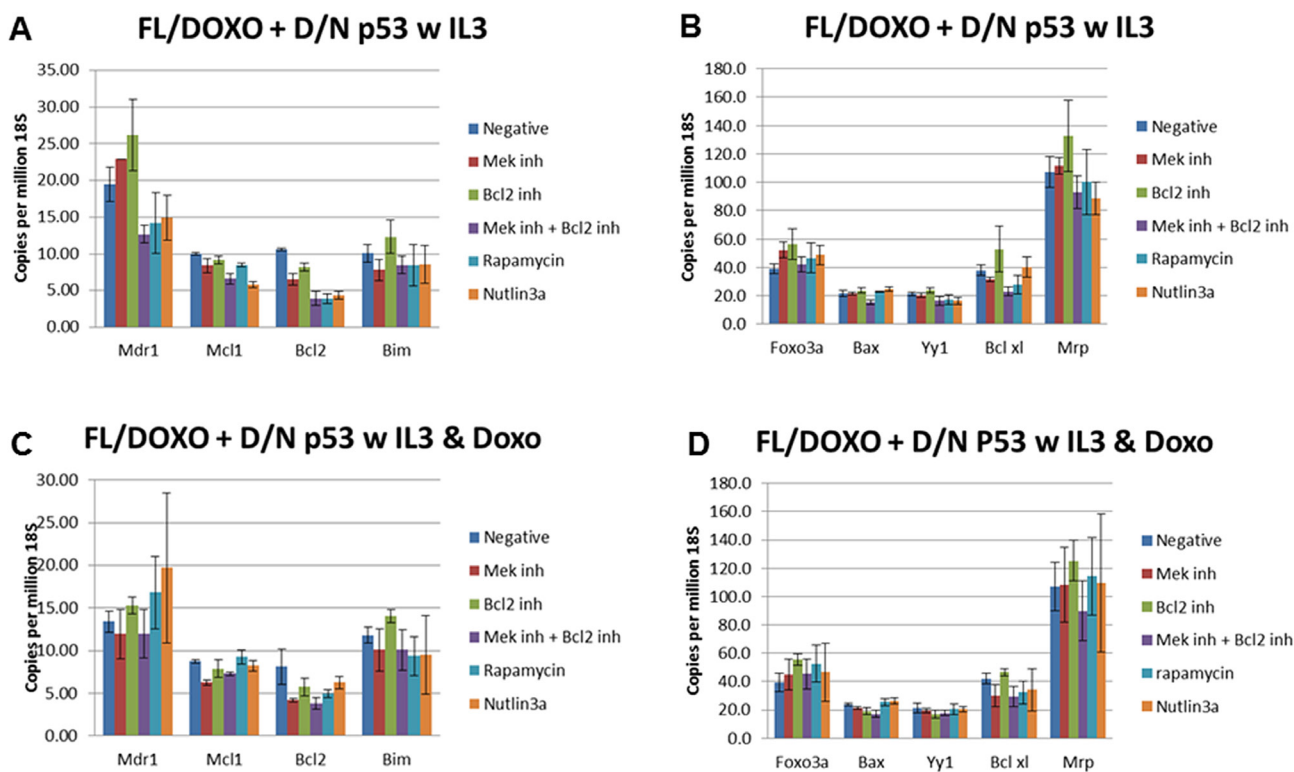 A
FL/DOXO + D/N p53 w IL3
Copies per million 18S
35.00
30.00
25.00
20.00
15.00
10.00
5.00
0.00
Mdr1 Mcl1 Bcl2 Bim
Negative
Mek inh
Bcl2 inh
Mek inh + Bcl2 inh
Rapamycin
Nutlin3a
B
FL/DOXO + D/N p53 w IL3
Copies per million 18S
180.0
160.0
140.0
120.0
100.0
80.0
60.0
40.0
20.0
0.0
Foxo3a Bax Yy1 Bcl xl Mrp
Negative
Mek inh
Bcl2 inh
Mek inh + Bcl2 inh
Rapamycin
Nutlin3a
C
FL/DOXO + D/N p53 w IL3 & Doxo
Copies per million 18S
30.00
25.00
20.00
15.00
10.00
5.00
0.00
Mdr1 Mcl1 Bcl2 Bim
Negative
Mek inh
Bcl2 inh
Mek inh + Bcl2 inh
Rapamycin
Nutlin3a
D
FL/DOXO + D/N P53 w IL3 & Doxo
Copies per million 18S
180.0
160.0
140.0
120.0
100.0
80.0
60.0
40.0
20.0
0.0
Foxo3a Bax Yy1 Bcl xl Mrp
Negative
Mek inh
Bcl2 inh
Mek inh + Bcl2 inh
rapamycin
Nutlin3a